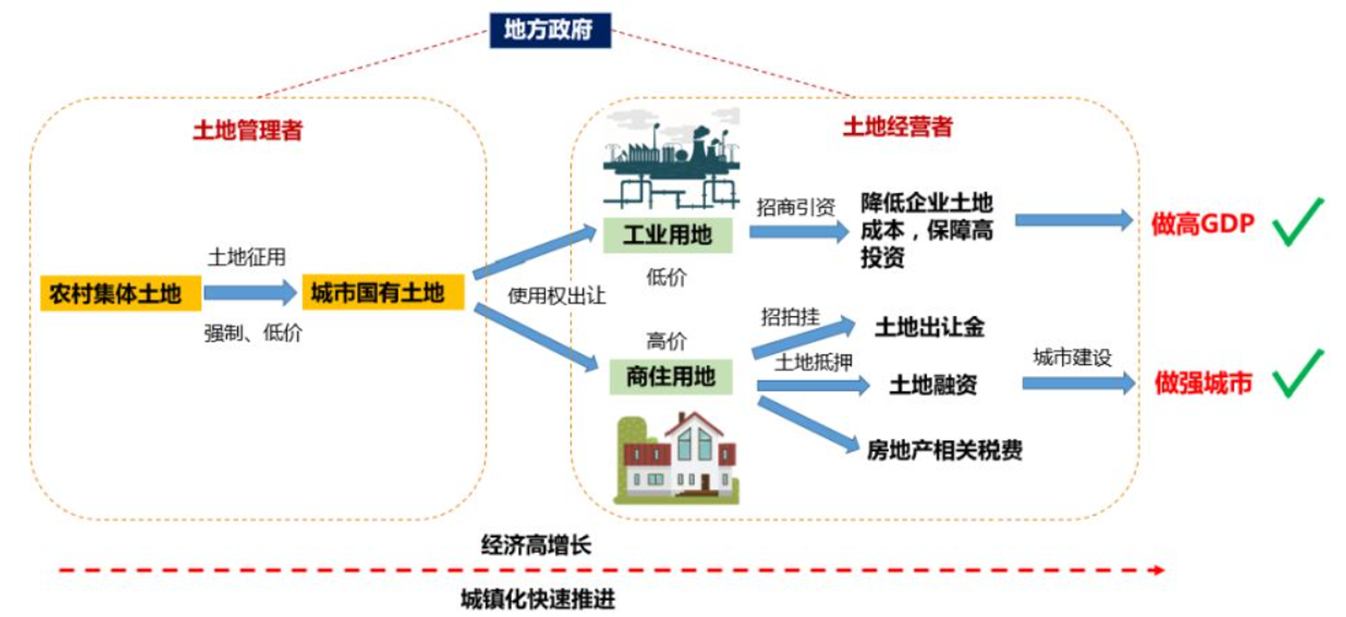 地方政府
土地管理者
土地经营者
农村集体土地
土地征用
强制、低价
城市国有土地
使用权出让
工业用地
低价
招商引资
降低企业土地
成本，保障高
投资
做高GDP
高价
商住用地
招拍挂
土地出让金
土地抵押
土地融资
房地产相关税费
城市建设
做强城市
经济高增长
城镇化快速推进